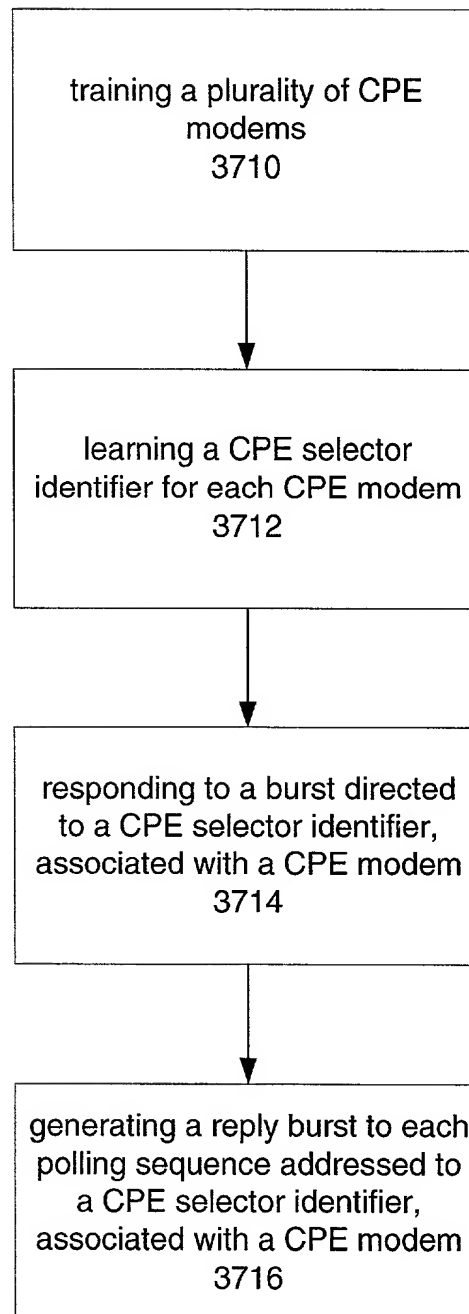 training a plurality of CPE
modems
3710
learning a CPE selector
identifier for each CPE modem
3712
responding to a burst directed
to a CPE selector identifier,
associated with a CPE modem
3714
generating a reply burst to each
polling sequence addressed to
a CPE selector identifier,
associated with a CPE modem
3716